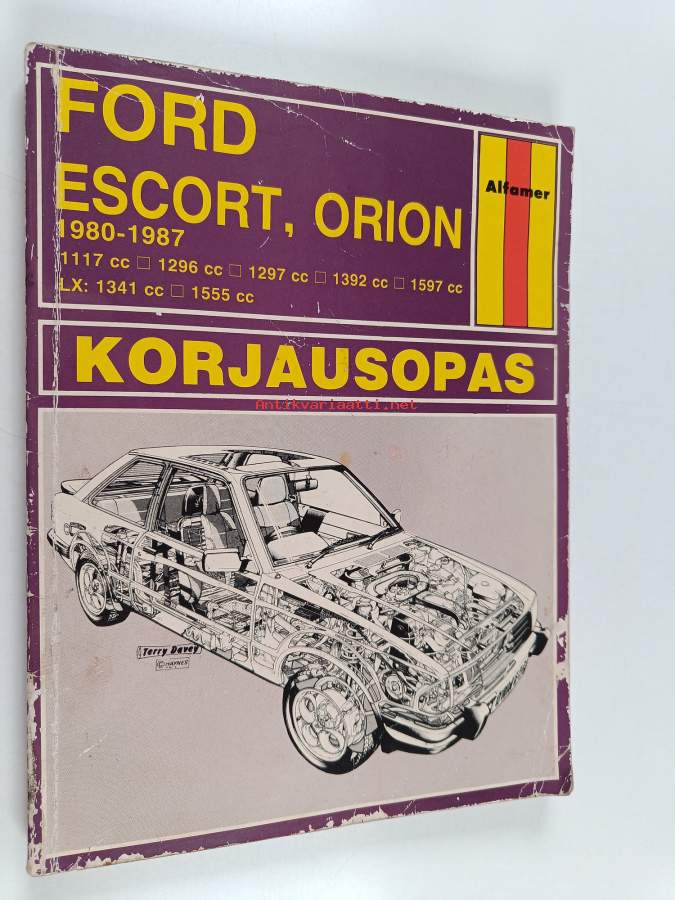 FORD
ESCORT, ORION
1980-1987
1117 cc □ 1296 cc □ 1297 cc □ 1392 cc □ 1597 cc
LX: 1341 cc □ 1555 cc
Alfamer
KORJAUSOPAS
Antikvariaatti.net
Terry Davey
© HAYNES